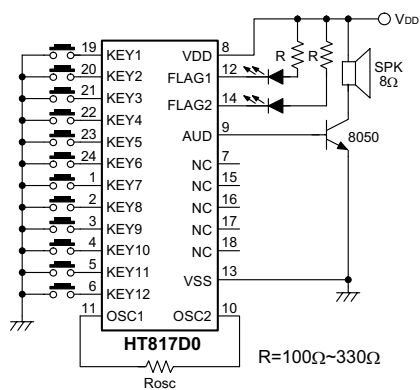 VDD
19 KEY1 VDD 8
20 KEY2 FLAG1 12 R R
21 KEY3 FLAG2 14 SPK
8Ω
22 KEY4
23 KEY5 AUD 9 8050
24 KEY6 NC 7
1 KEY7 NC 15
2 KEY8 NC 16
3 KEY9 NC 17
4 KEY10 NC 18
5 KEY11 VSS 13
6 KEY12
11 OSC1 OSC2 10
HT817D0
Rosc
R=100Ω~330Ω